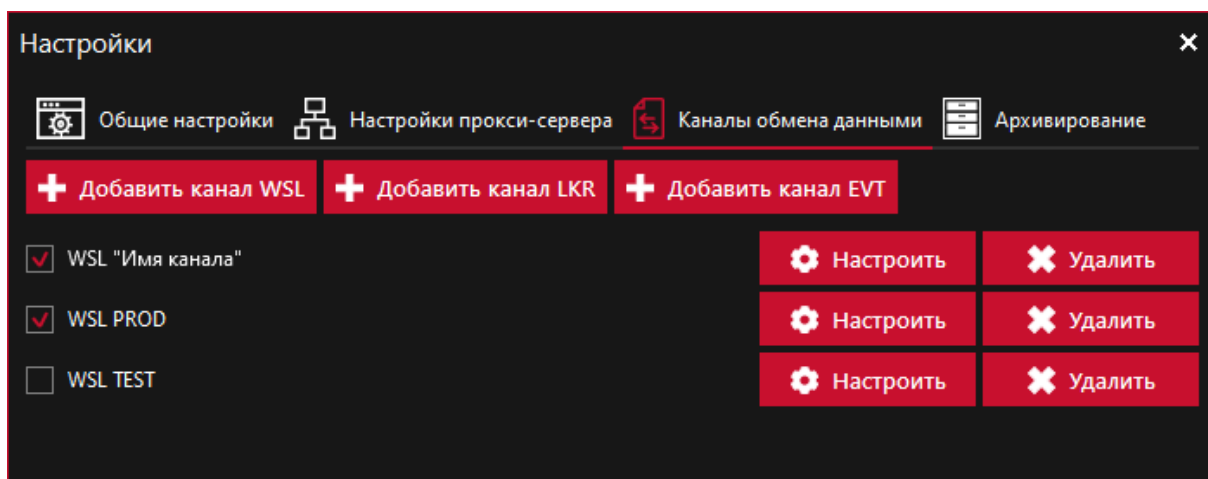 Настройки
Общие настройки Настройки прокси-сервера Каналы обмена данными Архивирование
Добавить канал WSL Добавить канал LKR Добавить канал EVT
WSL "Имя канала" Настроить Удалить
WSL PROD Настроить Удалить
WSL TEST Настроить Удалить